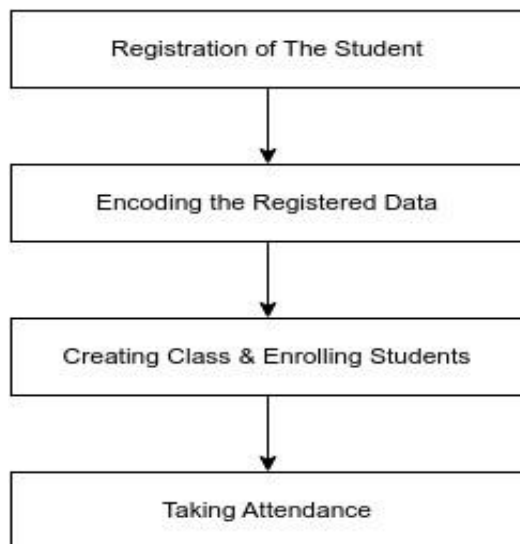 Registration of The Student
Encoding the Registered Data
Creating Class & Enrolling Students
Taking Attendance